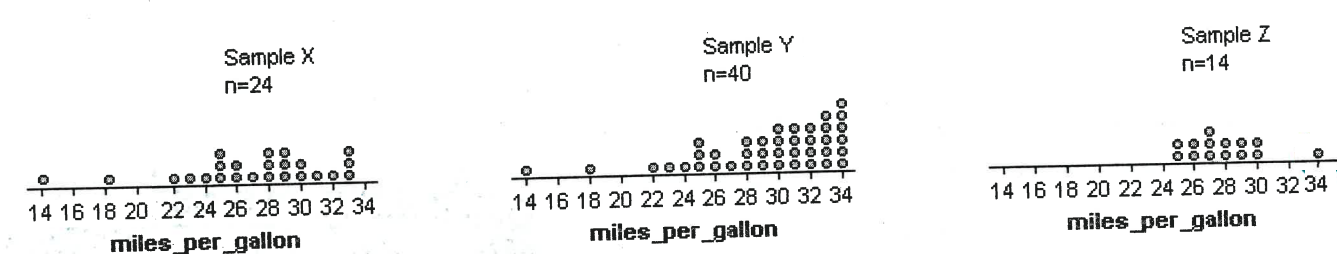 Sample X
n=24
14 16 18 20 22 24 26 28 30 32 34
miles_per_gallon
Sample Y
n=40
14 16 18 20 22 24 26 28 30 32 34
miles_per_gallon
Sample Z
n=14
14 16 18 20 22 24 26 28 30 32 34
miles_per_gallon